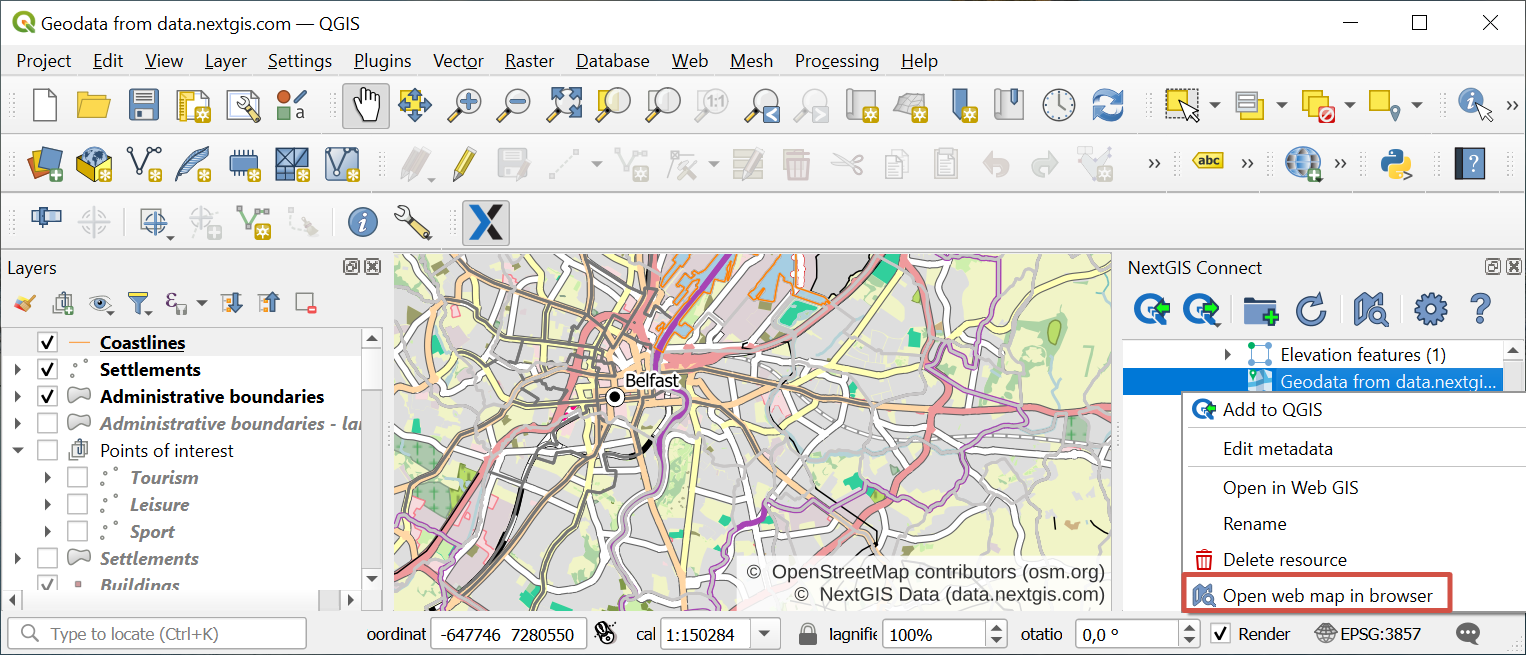 Geodata from data.nextgis.com — QGIS
Project Edit View Layer Settings Plugins Vector Raster Database Web Mesh Processing Help
a
1:1
abc
?
Layers
ε
Coastlines
Settlements
Administrative boundaries
Administrative boundaries - lan
Points of interest
Tourism
Leisure
Sport
Settlements
Buildings
Belfast
© OpenStreetMap contributors (osm.org)
© NextGIS Data (data.nextgis.com)
NextGIS Connect
?
Elevation features (1)
Geodata from data.nextgi...
Add to QGIS
Edit metadata
Open in Web GIS
Rename
Delete resource
Open web map in browser
Type to locate (Ctrl+K) oordinat -647746 7280550 cal 1:150284 lagnifie 100% otatio 0,0 ° Render EPSG:3857